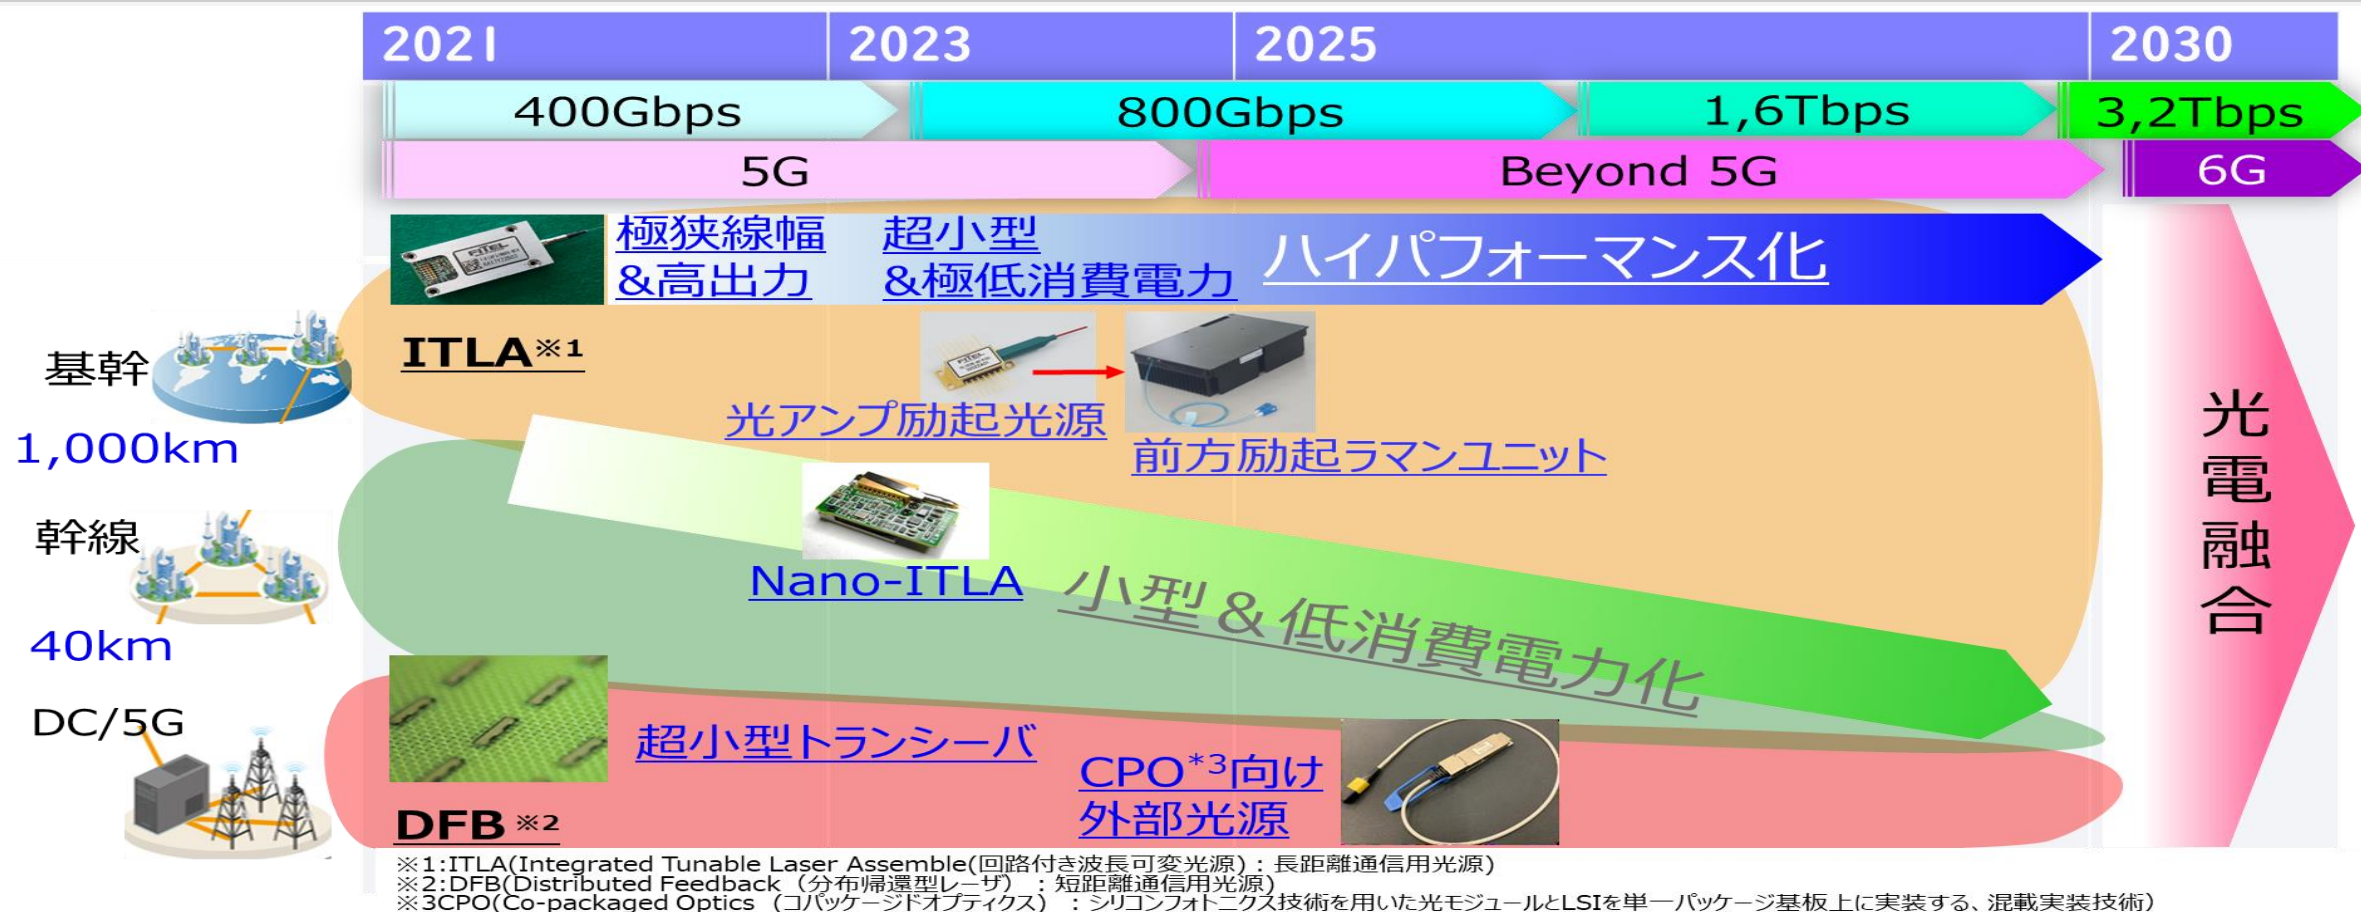 2021 2023 2025 2030
400Gbps 800Gbps 1,6Tbps 3,2Tbps
5G Beyond 5G 6G
極狭線幅
&高出力
超小型
&極低消費電力
ハイパフォーマンス化
FITEL
ITLA※1
基幹
1,000km
光アンプ励起光源
前方励起ラマンユニット
幹線
40km
Nano-ITLA
小型&低消費電力化
DC/5G
超小型トランシーバ
CPO*3向け
外部光源
DFB※2
光電融合
※1:ITLA(Integrated Tunable Laser Assemble(回路付き波長可変光源):長距離通信用光源)
※2:DFB(Distributed Feedback(分布帰還型レーザ):短距離通信用光源)
※3CPO(Co-packaged Optics(コパッケージドオプティクス):シリコンフォトニクス技術を用いた光モジュールとLSIを単一パッケージ基板上に実装する、混載実装技術)